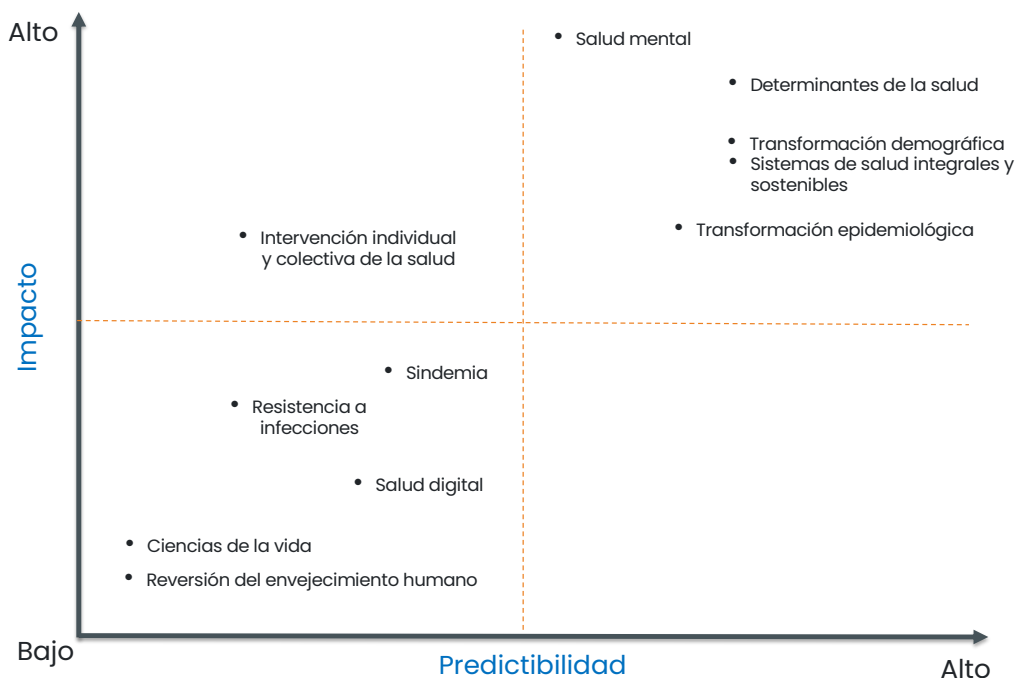 Alto
• Salud mental
• Determinantes de la salud
• Transformación demográfica
• Sistemas de salud integrales y
sostenibles
• Transformación epidemiológica
• Intervención individual
y colectiva de la salud
Impacto
• Sindemia
• Resistencia a
infecciones
• Salud digital
• Ciencias de la vida
• Reversión del envejecimiento humano
Bajo
Predictibilidad
Alto